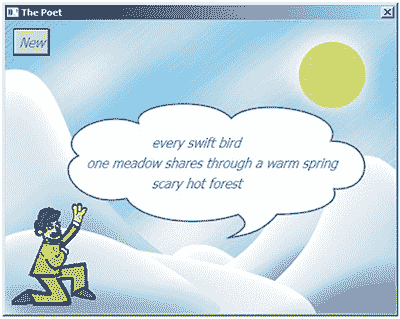 The Poet
New
every swift bird
one meadow shares through a warm spring
scary hot forest